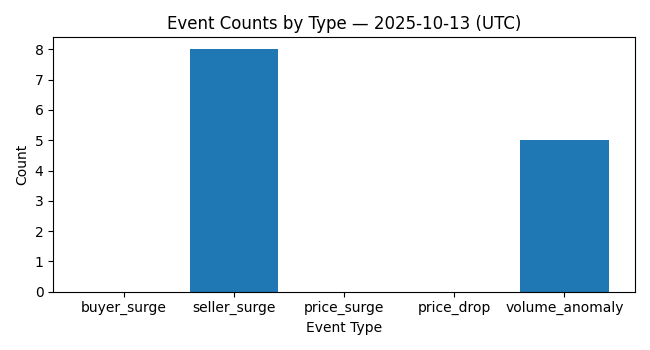 Event Counts by Type — 2025-10-13 (UTC)
Count
8
7
6
5
4
3
2
1
0
buyer_surge seller_surge price_surge price_drop volume_anomaly
Event Type